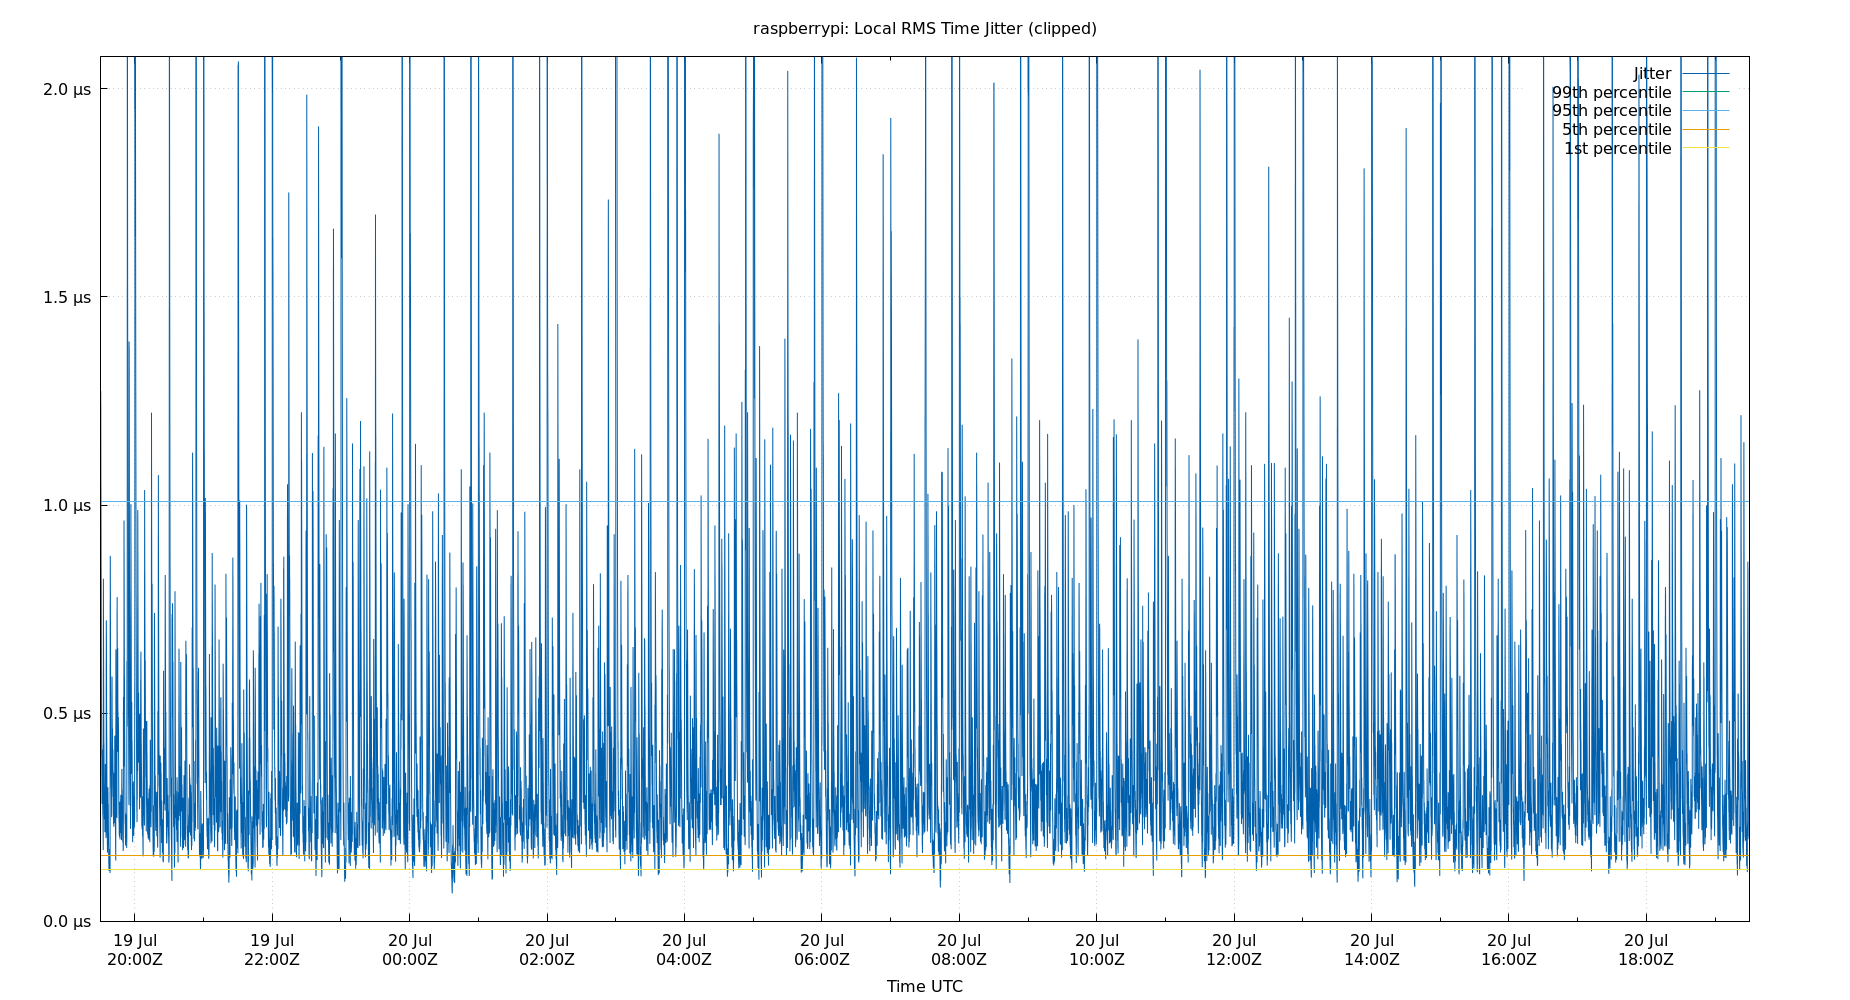 raspberrypi: Local RMS Time Jitter (clipped)
Jitter
99th percentile
95th percentile
5th percentile
1st percentile
2.0 µs
1.5 µs
1.0 µs
0.5 µs
0.0 µs
19 Jul 19 Jul 20 Jul 20 Jul 20 Jul 20 Jul 20 Jul 20 Jul 20 Jul 20 Jul 20 Jul 20 Jul
20:00Z 22:00Z 00:00Z 02:00Z 04:00Z 06:00Z 08:00Z 10:00Z 12:00Z 14:00Z 16:00Z 18:00Z
Time UTC